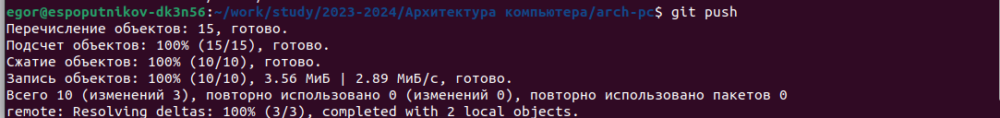 egor@espoputnikov-dk3n56:~/work/study/2023-2024/Архитектура компьютера/arch-pc$ git push
Перечисление объектов: 15, готово.
Подсчет объектов: 100% (15/15), готово.
Сжатие объектов: 100% (10/10), готово.
Запись объектов: 100% (10/10), 3.56 МиБ | 2.89 МиБ/с, готово.
Всего 10 (изменений 3), повторно использовано 0 (изменений 0), повторно использовано пакетов 0
remote: Resolving deltas: 100% (3/3), completed with 2 local objects.